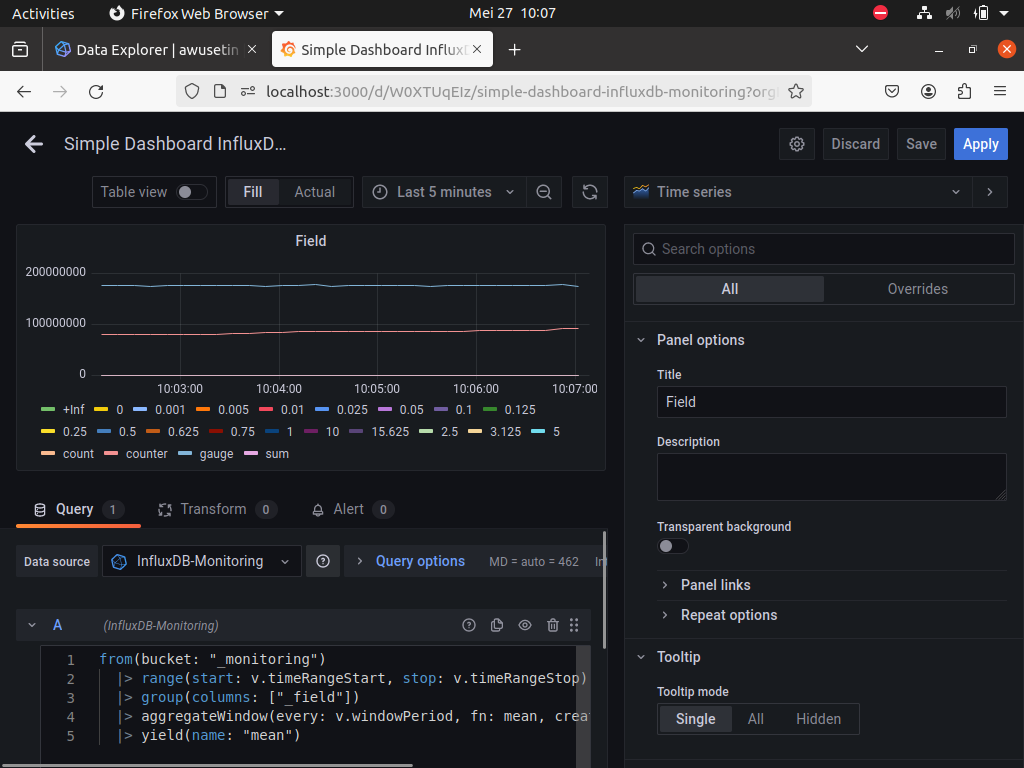 Activities Firefox Web Browser Mei 27 10:07
Data Explorer | awusetin Simple Dashboard InfluxD
localhost:3000/d/W0XTUqEIz/simple-dashboard-influxdb-monitoring?org
Simple Dashboard InfluxD... Discard Save Apply
Table view Fill Actual Last 5 minutes Time series
Field
200000000
100000000
0
10:03:00 10:04:00 10:05:00 10:06:00 10:07:00
+Inf 0 0.001 0.005 0.01 0.025 0.05 0.1 0.125
0.25 0.5 0.625 0.75 1 10 15.625 2.5 3.125 5
count counter gauge sum
Query 1 Transform 0 Alert 0
Data source InfluxDB-Monitoring Query options MD = auto = 462 In
A (InfluxDB-Monitoring)
1 from(bucket: "_monitoring")
2 |> range(start: v.timeRangeStart, stop: v.timeRangeStop)
3 |> group(columns: ["_field"])
4 |> aggregateWindow(every: v.windowPeriod, fn: mean, crea
5 |> yield(name: "mean")
Search options
All Overrides
Panel options
Title
Field
Description
Transparent background
Panel links
Repeat options
Tooltip
Tooltip mode
Single All Hidden